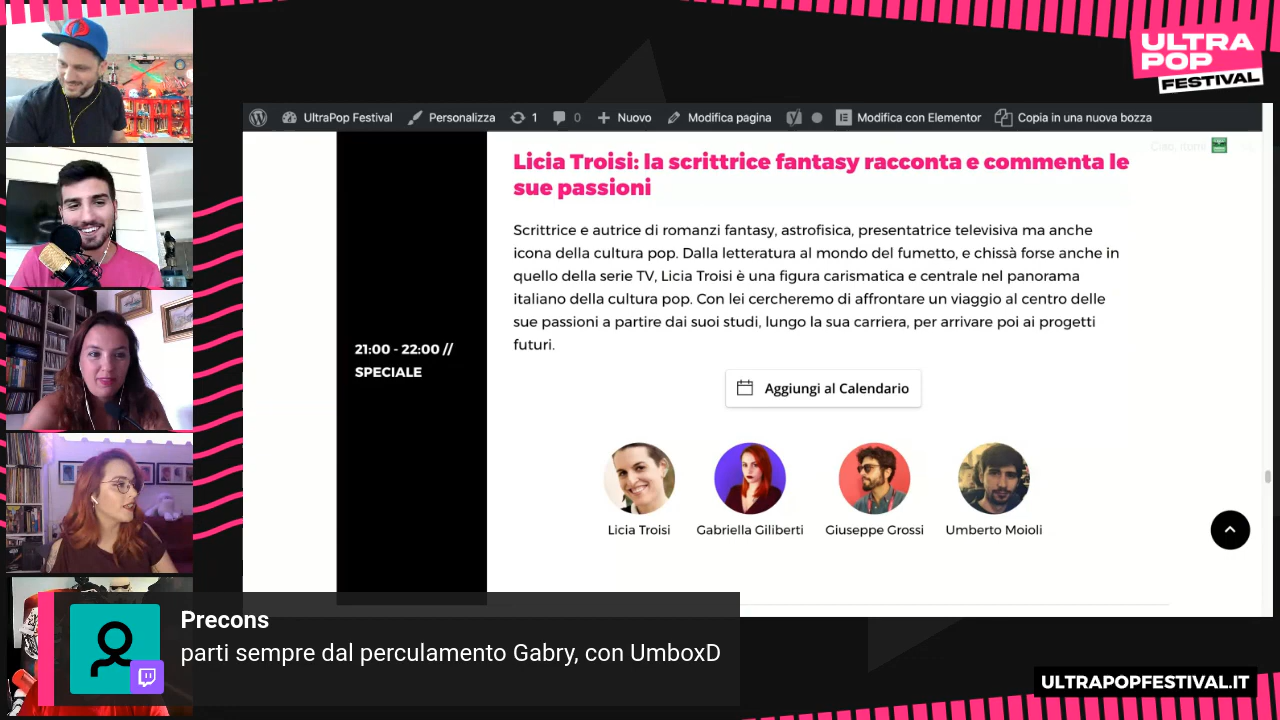 ULTRA
POP
FESTIVAL
UltraPop Festival Personalizza 1 0 Nuovo Modifica pagina Modifica con Elementor Copia in una nuova bozza
Licia Troisi: la scrittrice fantasy racconta e commenta le
sue passioni
Scrittrice e autrice di romanzi fantasy, astrofisica, presentatrice televisiva ma anche
icona della cultura pop. Dalla letteratura al mondo del fumetto, e chissà forse anche in
quello della serie TV, Licia Troisi è una figura carismatica e centrale nel panorama
italiano della cultura pop. Con lei cercheremo di affrontare un viaggio al centro delle
sue passioni a partire dai suoi studi, lungo la sua carriera, per arrivare poi ai progetti
futuri.
21:00 - 22:00 //
SPECIALE
Aggiungi al Calendario
Licia Troisi Gabriella Giliberti Giuseppe Grossi Umberto Moioli
Precons
parti sempre dal perculamento Gabry, con UmboxD
ULTRAPOPFESTIVAL.IT